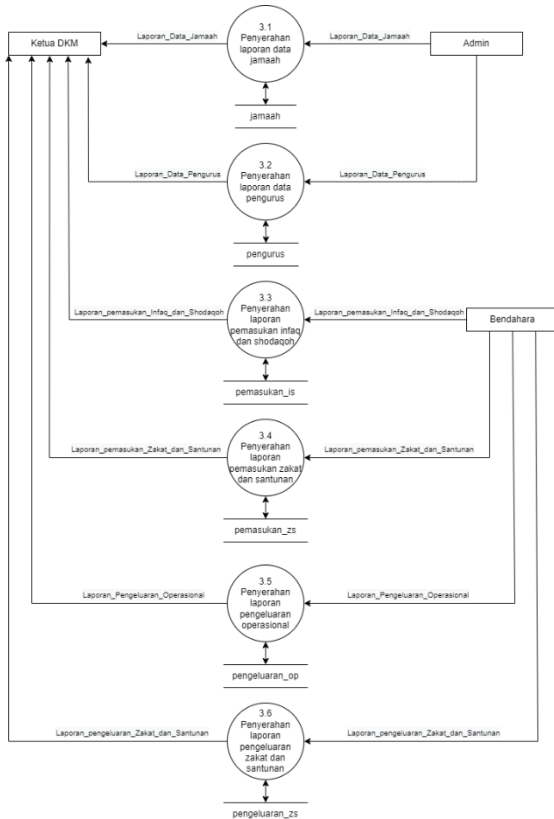 Ketua DKM
Laporan_Data_Jamaah
3.1
Penyerahan
laporan data
jamaah
Laporan_Data_Jamaah
Admin
jamaah
Laporan_Data_Pengurus
3.2
Penyerahan
laporan data
pengurus
Laporan_Data_Pengurus
pengurus
Laporan_pemasukan_Infaq_dan_Shodaqoh
3.3
Penyerahan
laporan
pemasukan infaq
dan shodaqoh
Laporan_pemasukan_Infaq_dan_Shodaqoh
Bendahara
pemasukan_is
Laporan_pemasukan_Zakat_dan_Santunan
3.4
Penyerahan
laporan
pemasukan zakat
dan santunan
Laporan_pemasukan_Zakat_dan_Santunan
pemasukan_zs
Laporan_Pengeluaran_Operasional
3.5
Penyerahan
laporan
pengeluaran
operasional
Laporan_Pengeluaran_Operasional
pengeluaran_op
Laporan_pengeluaran_Zakat_dan_Santunan
3.6
Penyerahan
laporan
pengeluaran
zakat dan
santunan
Laporan_pengeluaran_Zakat_dan_Santunan
pengeluaran_zs